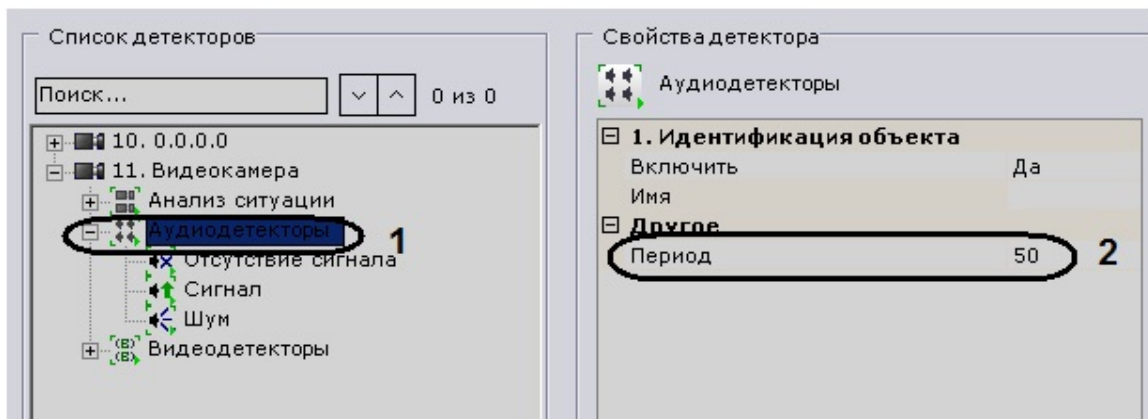 Список детекторов
Поиск...
0 из 0
10. 0.0.0.0
11. Видеокамера
Анализ ситуации
Аудиодетекторы
1
Отсутствие сигнала
Сигнал
Шум
(В)
(В)
Видеодетекторы
Свойства детектора
Аудиодетекторы
1. Идентификация объекта
Включить Да
Имя
Другое
Период 50
2